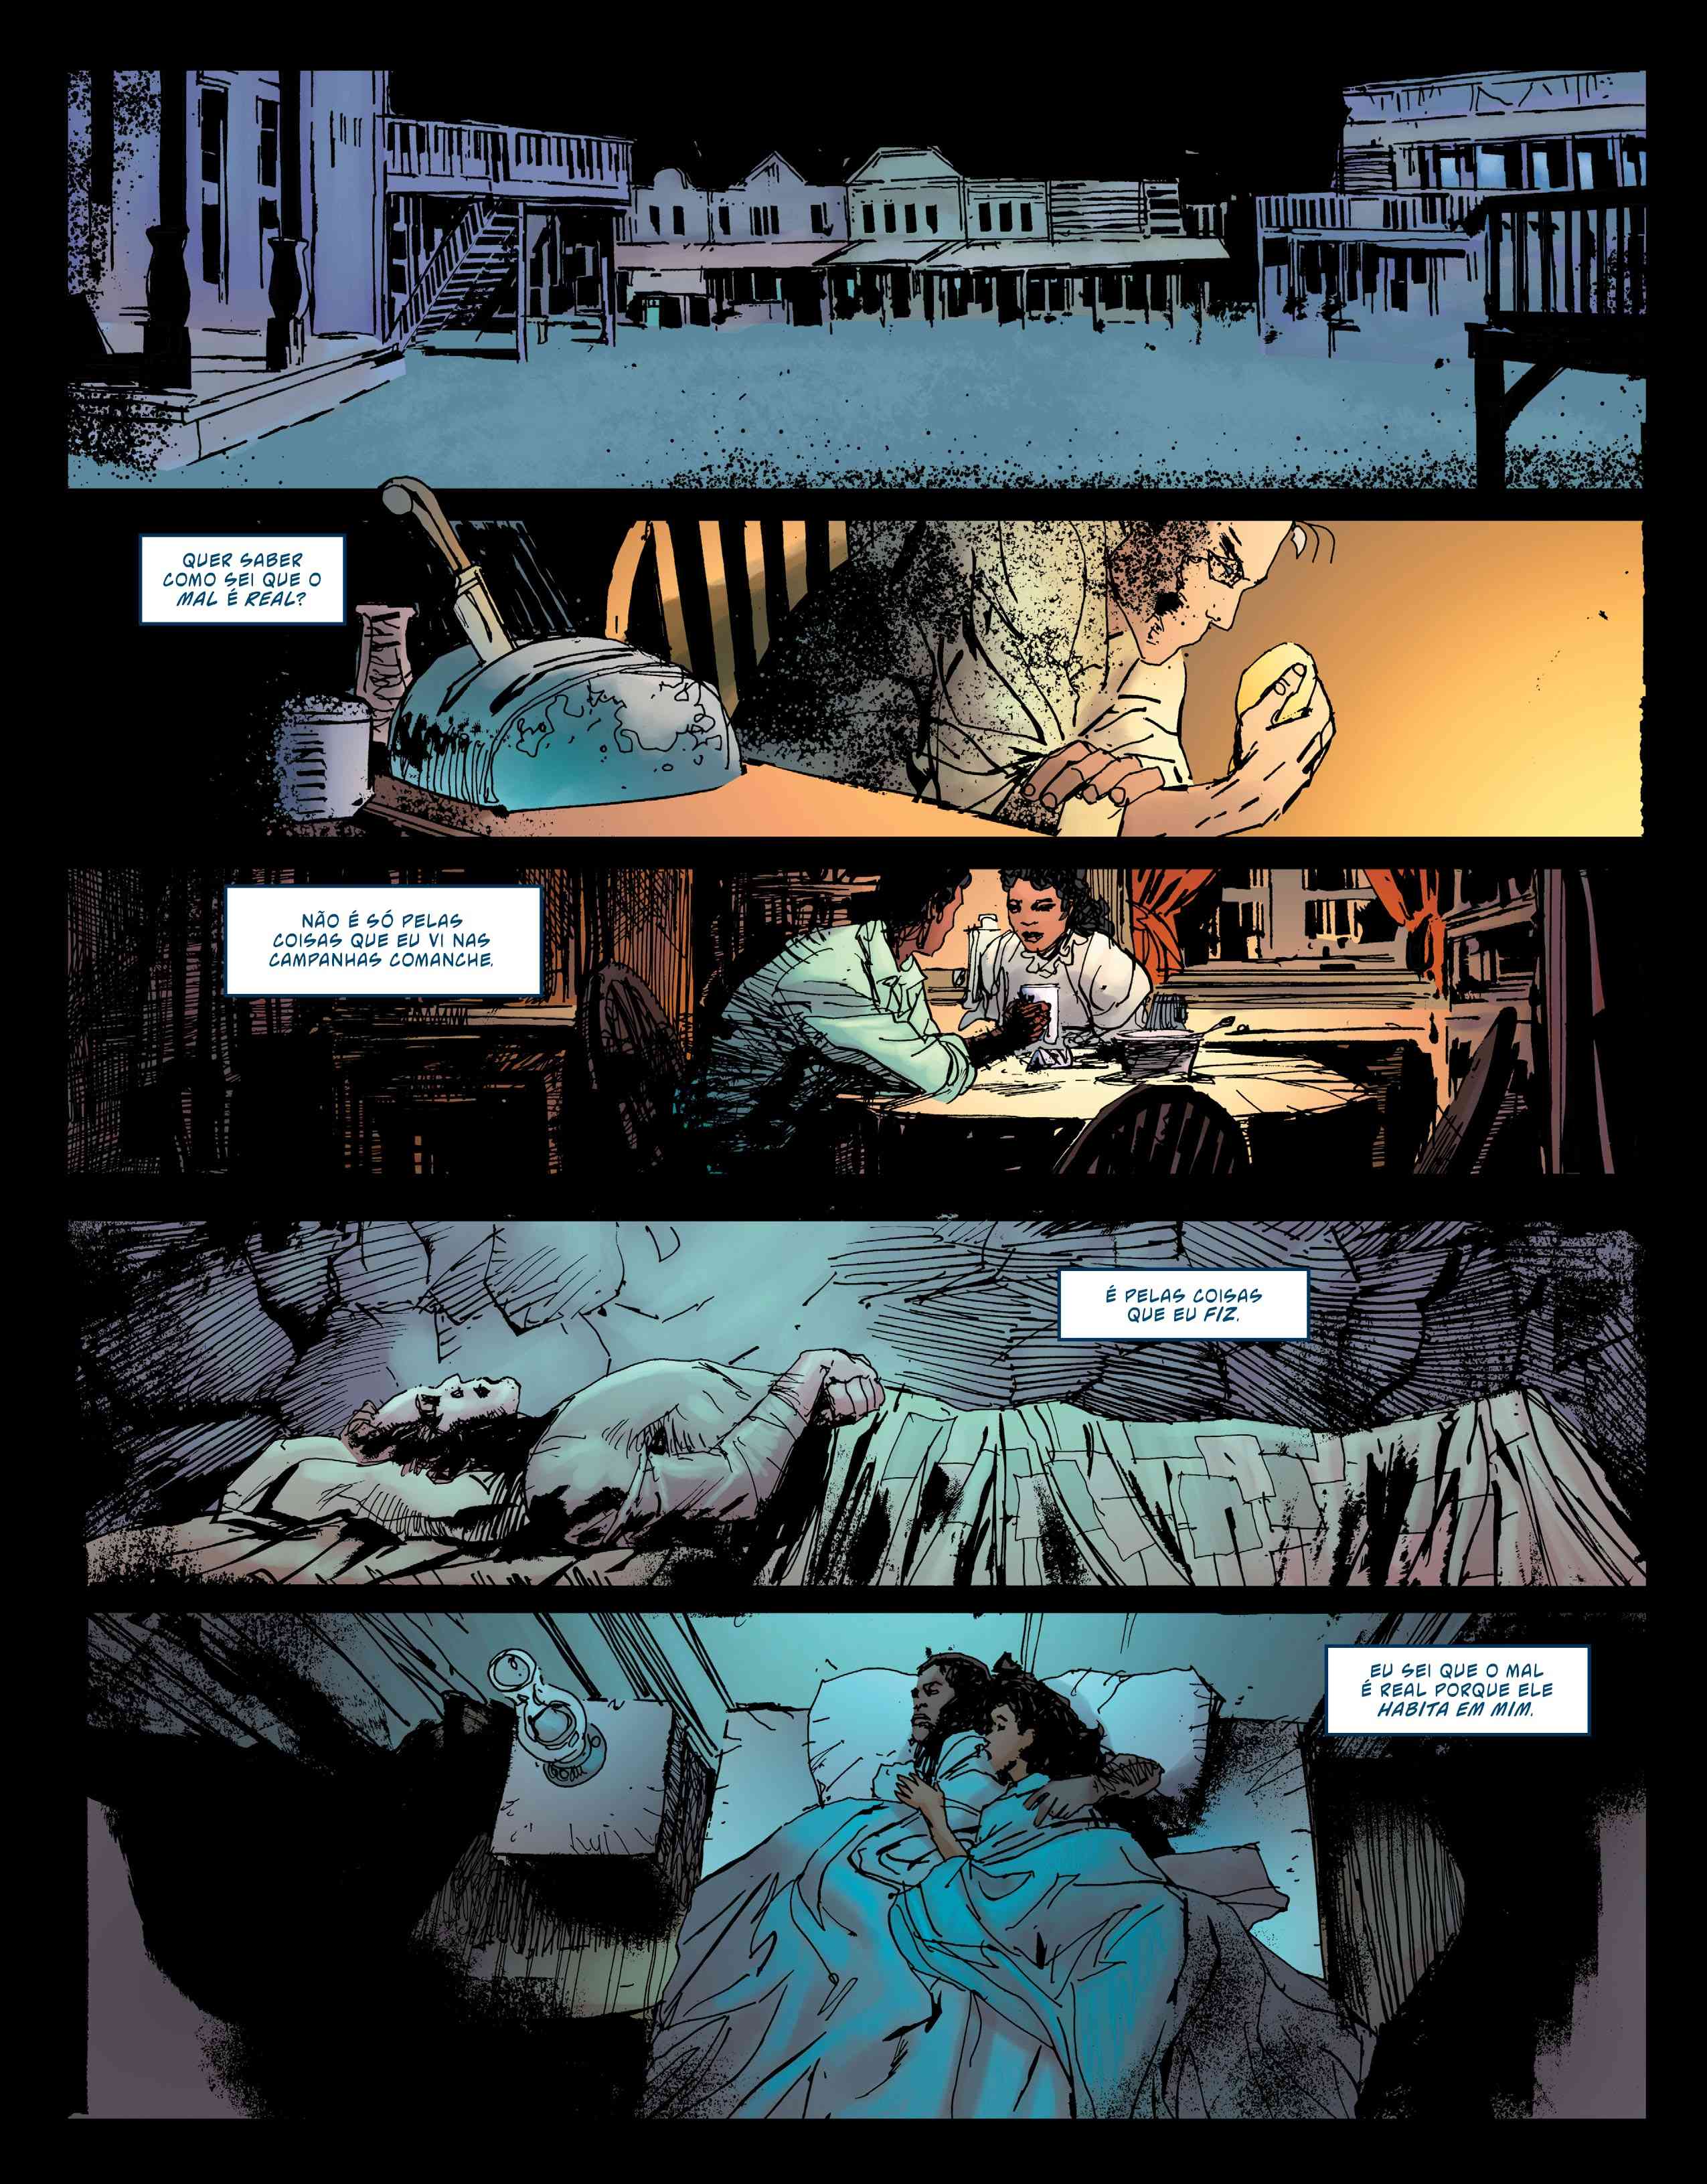 QUER SABER
COMO SEI QUE O
MAL É REAL?
NÃO É SÓ PELAS
COISAS QUE EU VI NAS
CAMPANHAS COMANCHE.
É PELAS COISAS
QUE EU FIZ.
EU SEI QUE O MAL
É REAL PORQUE ELE
HABITA EM MIM.